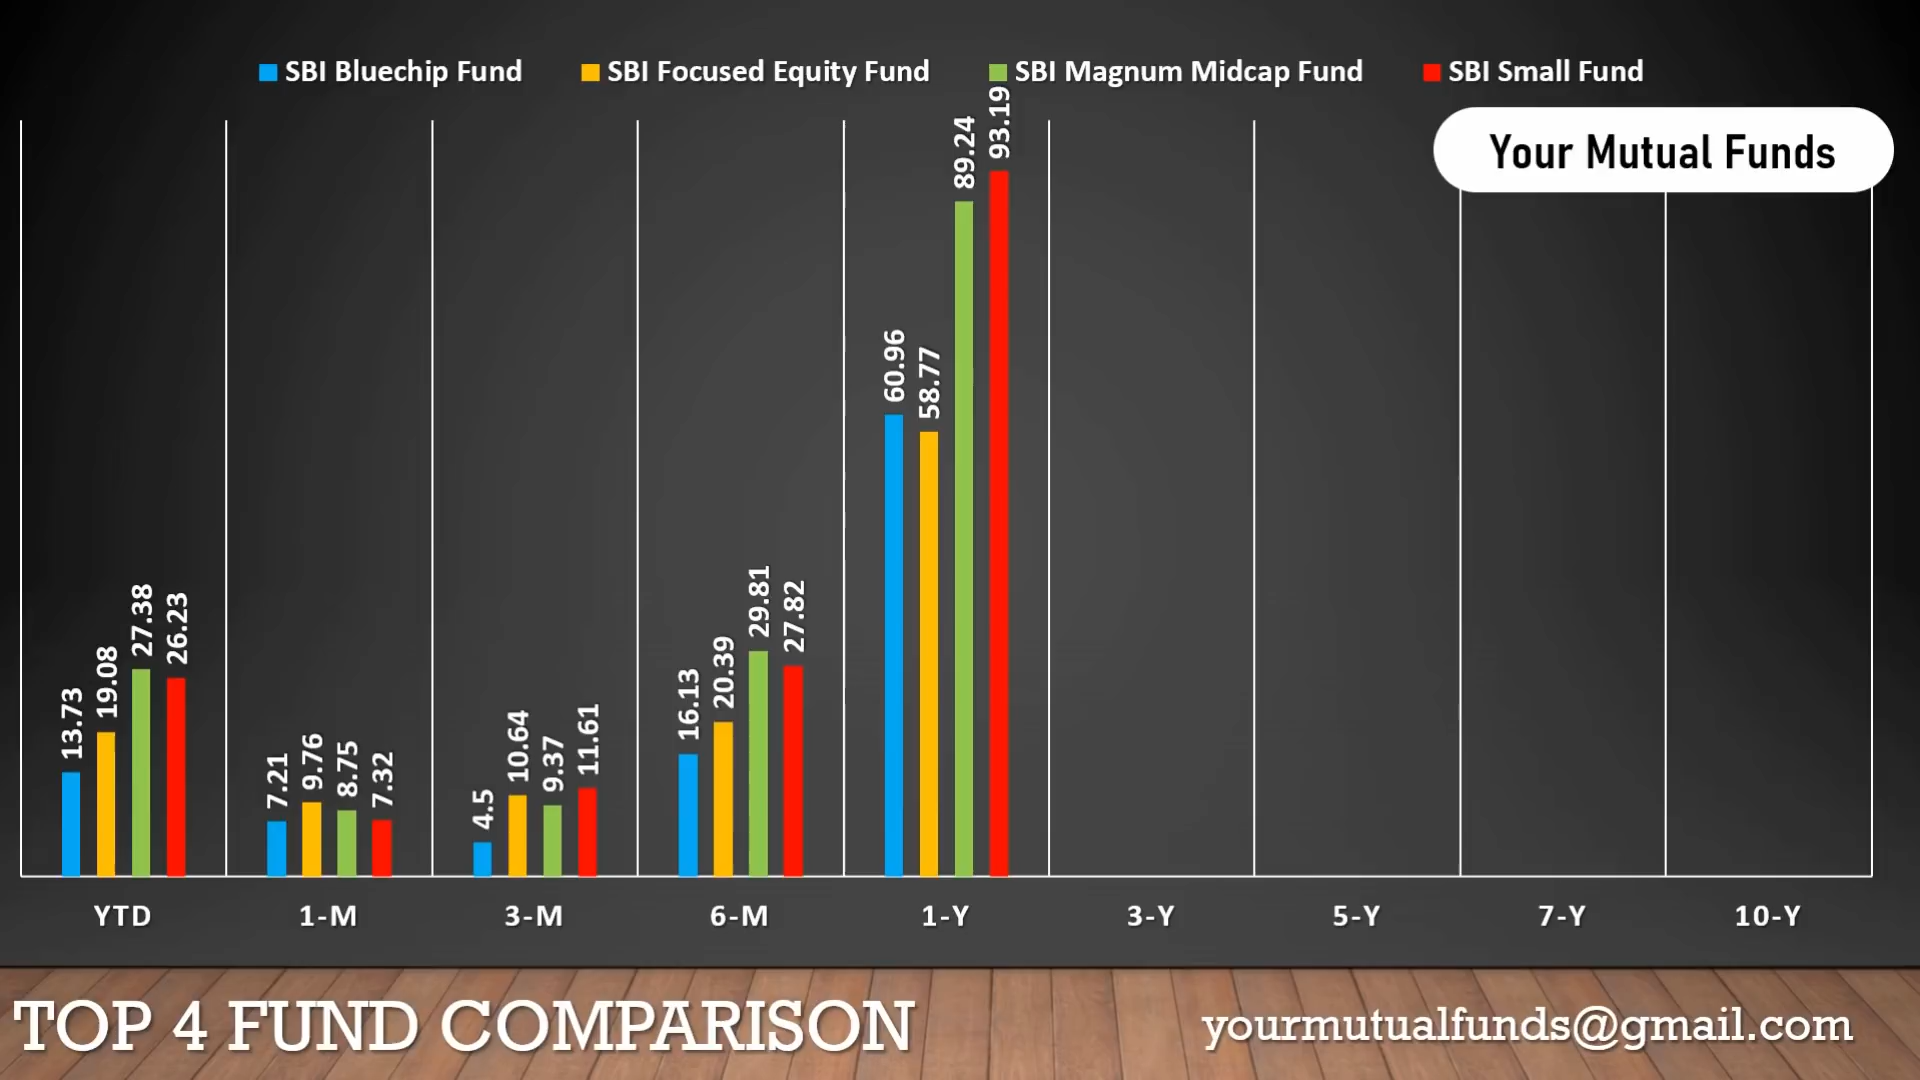 SBI Bluechip Fund SBI Focused Equity Fund SBI Magnum Midcap Fund SBI Small Fund
Your Mutual Funds
13.73 19.08 27.38 26.23
7.21 9.76 8.75 7.32
4.5 10.64 9.37 11.61
16.13 20.39 29.81 27.82
60.96 58.77 89.24 93.19
YTD 1-M 3-M 6-M 1-Y 3-Y 5-Y 7-Y 10-Y
TOP 4 FUND COMPARISON
yourmutualfunds@gmail.com